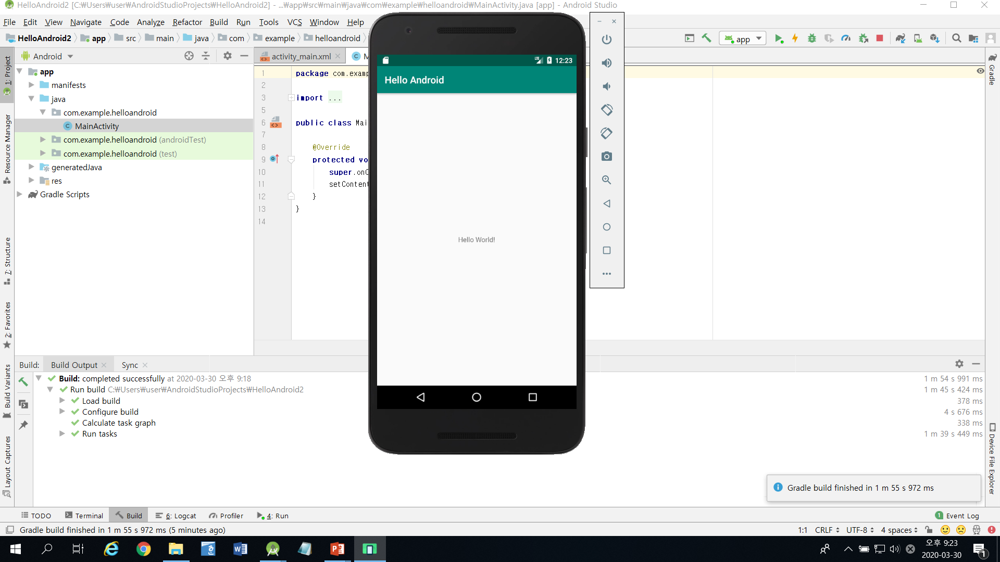 HelloAndroid2 [C:₩Users₩user₩AndroidStudioProjects₩HelloAndroid2] - ...₩app₩src₩main₩java₩com₩example₩helloandroid₩MainActivity.java [app] - Android Studio
File Edit View Navigate Code Analyze Refactor Build Run Tools VCS Window Help
HelloAndroid2 app src main java com example helloandroid
app
Android
activity_main.xml
M
1: Project
Resource Manager
7: Structure
2: Favorites
Build Variants
Layout Captures
Gradle
Device File Explorer
app
manifests
java
com.example.helloandroid
MainActivity
com.example.helloandroid (androidTest)
com.example.helloandroid (test)
generatedJava
res
Gradle Scripts
1 package com.examp
2
3 import ...
5
6 public class Mai
7
8 @Override
9 protected vo
10 super.onC
11 setContent
12 }
13 }
14
LTE 12:23
Hello Android
Hello World!
Build: Build Output Sync
Build: completed successfully at 2020-03-30 오후 9:18 1 m 54 s 991 ms
Run build C:₩Users₩user₩AndroidStudioProjects₩HelloAndroid2 1 m 45 s 424 ms
Load build 378 ms
Configure build 4 s 676 ms
Calculate task graph 338 ms
Run tasks 1 m 39 s 449 ms
Gradle build finished in 1 m 55 s 972 ms
TODO Terminal Build 6: Logcat Profiler 4: Run 1 Event Log
Gradle build finished in 1 m 55 s 972 ms (5 minutes ago) 1:1 CRLF UTF-8 4 spaces
오후 9:23
2020-03-30
1